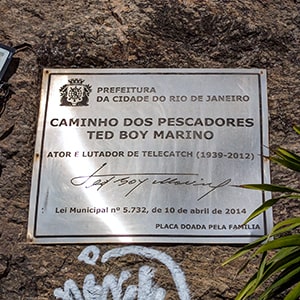 PREFEITURA
DA CIDADE DO RIO DE JANEIRO
CAMINHO DOS PESCADORES
TED BOY MARINO
ATOR E LUTADOR DE TELECATCH (1939-2012)
Ted Boy Marino
Lei Municipal nº 5.732, de 10 de abril de 2014
PLACA DOADA PELA FAMILIA